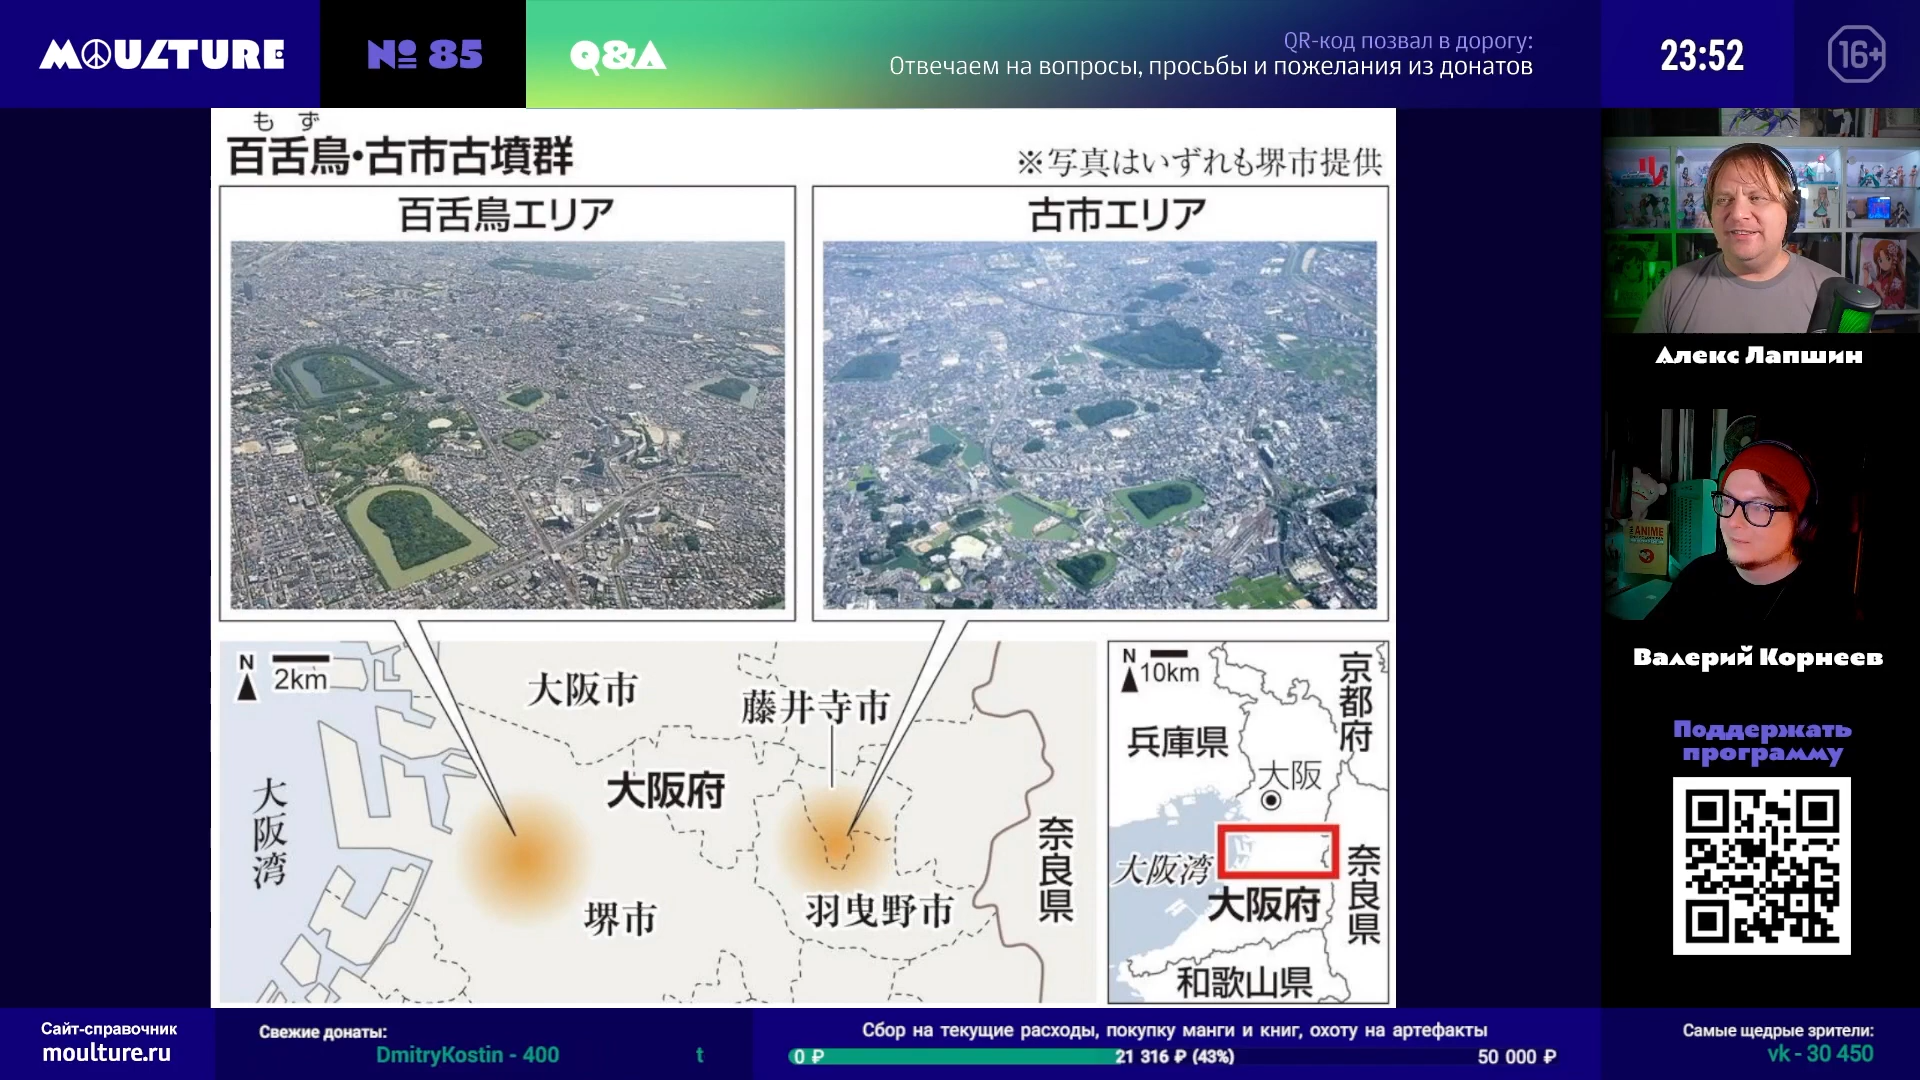 MOULTURE
№ 85
Q&A
QR-код позвал в дорогу:
Отвечаем на вопросы, просьбы и пожелания из донатов
23:52
16+
もず
百舌鳥・古市古墳群
※写真はいずれも堺市提供
百舌鳥エリア
古市エリア
N
2km
大阪市
藤井寺市
大阪府
大阪湾
堺市
羽曳野市
奈良県
N
10km
京都府
兵庫県
大阪
大阪湾
大阪府
奈良県
和歌山県
Алекс Лапшин
ANIME
Валерий Корнеев
Поддержать
программу
Сайт-справочник
moulture.ru
Свежие донаты:
DmitryKostin - 400
t
Сбор на текущие расходы, покупку манги и книг, охоту на артефакты
0 ₽
21 316 ₽ (43%)
50 000 ₽
Самые щедрые зрители:
vk - 30 450